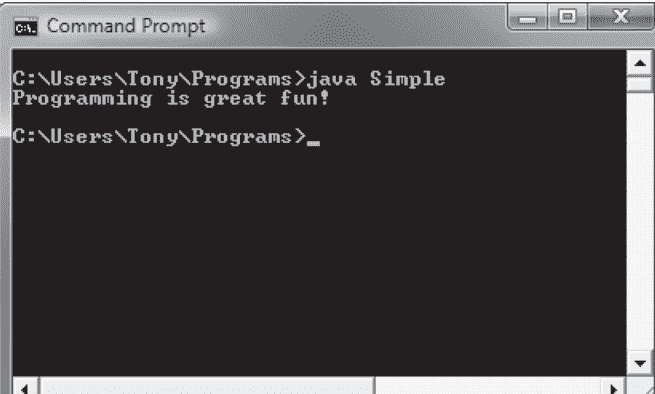 C:\. Command Prompt
C:\Users\Tony\Programs>java Simple
Programming is great fun!
C:\Users\Tony\Programs>_